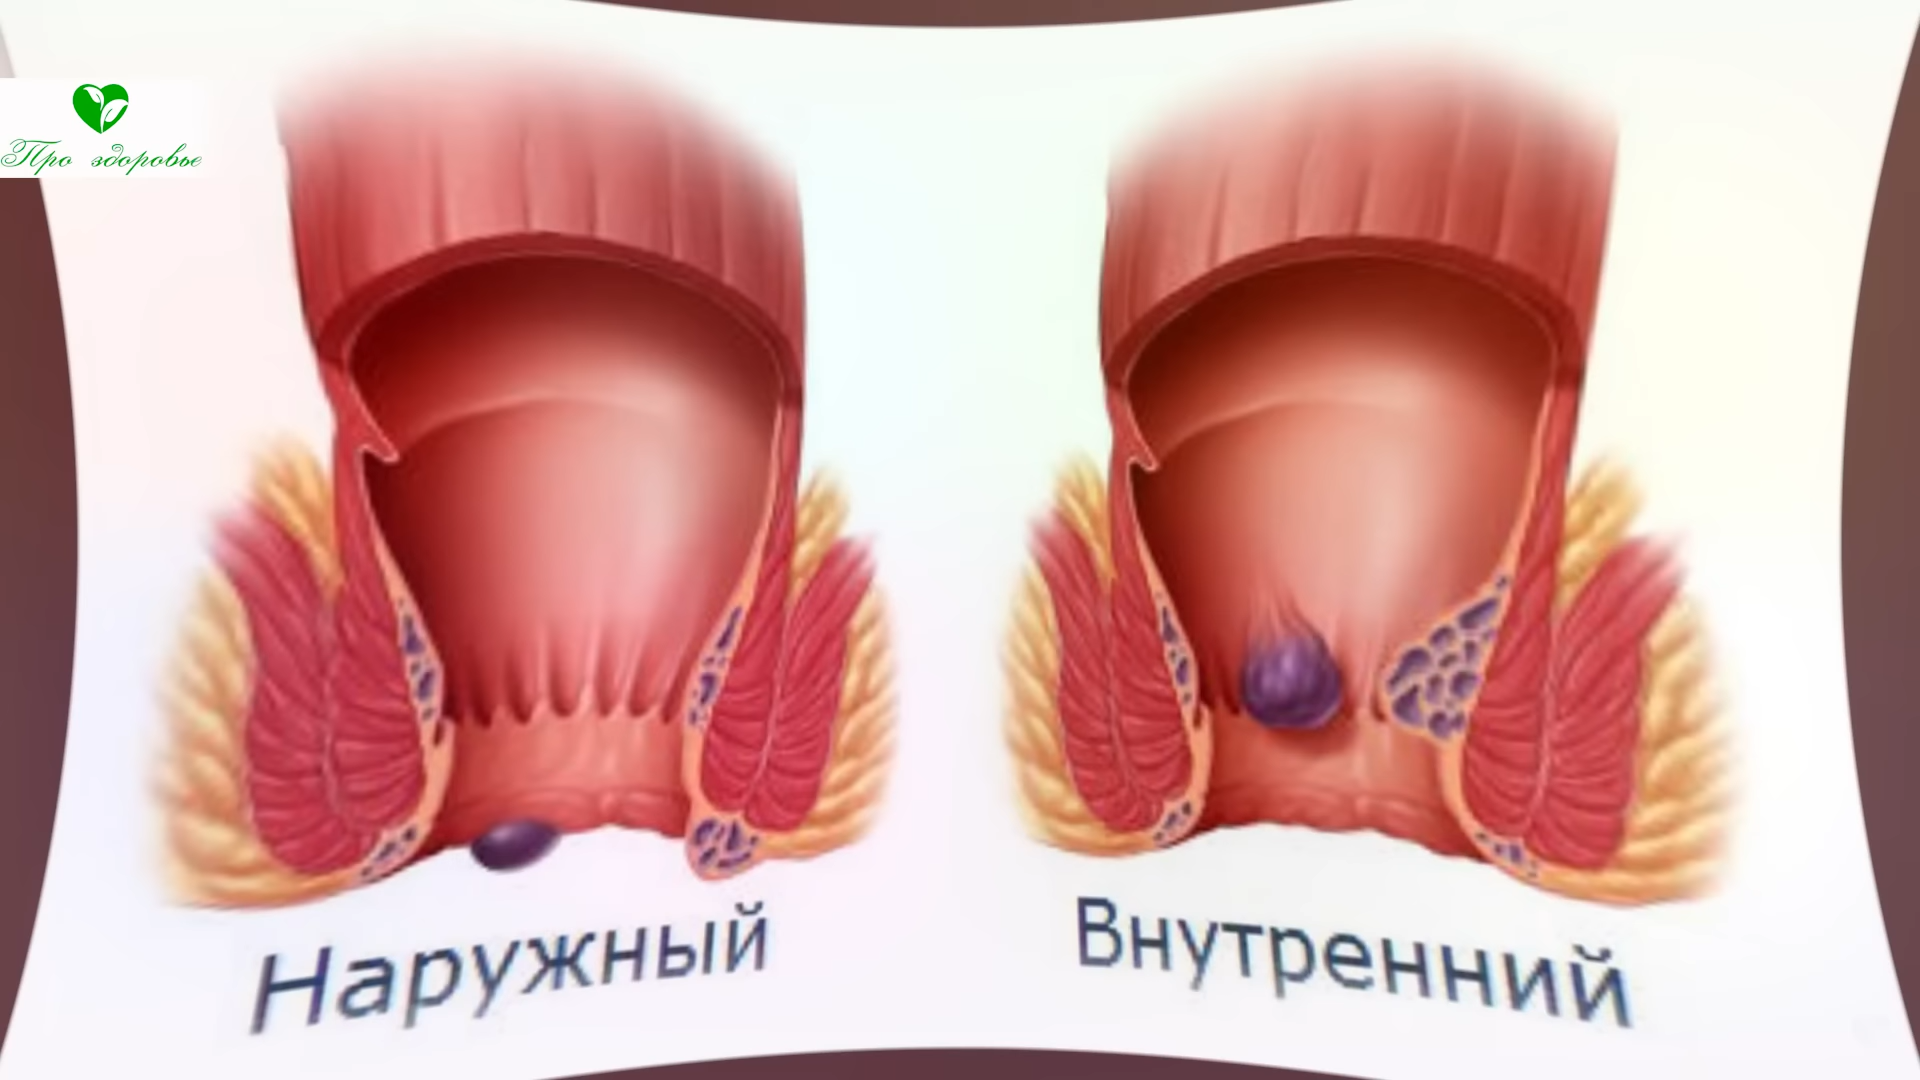 Про здоровье
Наружный
Внутренний